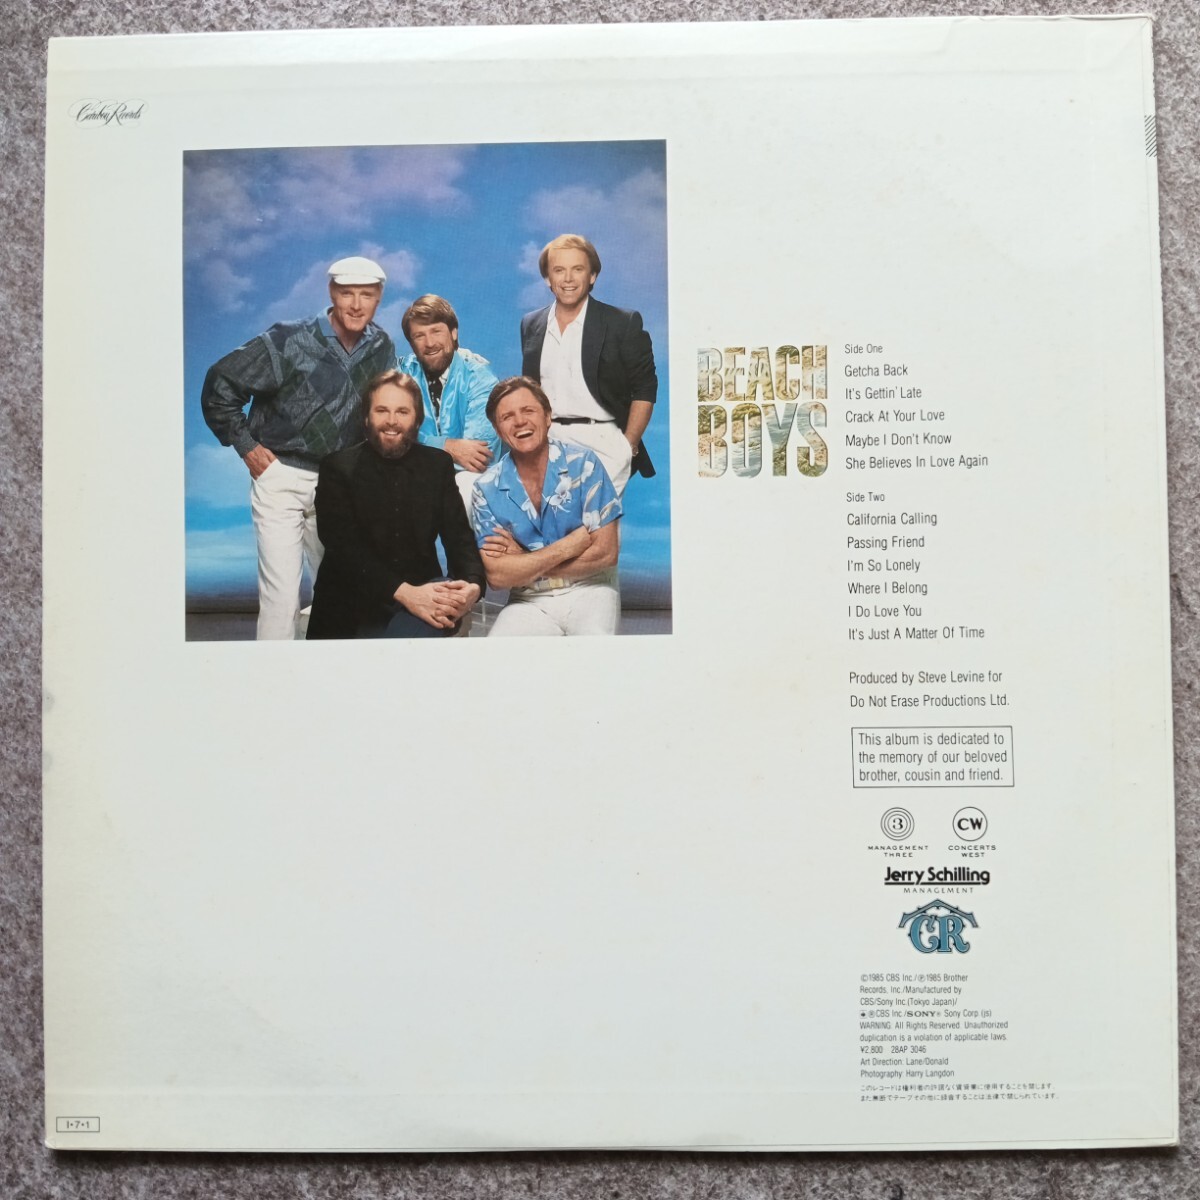 Caribou Records
BEACH
BOYS
Side One
Getcha Back
It's Gettin' Late
Crack At Your Love
Maybe I Don't Know
She Believes In Love Again
Side Two
California Calling
Passing Friend
I'm So Lonely
Where I Belong
I Do Love You
It's Just A Matter Of Time
Produced by Steve Levine for
Do Not Erase Productions Ltd.
This album is dedicated to
the memory of our beloved
brother, cousin and friend.
3
MANAGEMENT
THREE
CW
CONCERTS
WEST
Jerry Schilling
MANAGEMENT
CR
©1985 CBS Inc./℗1985 Brother
Records, Inc./Manufactured by
CBS/Sony Inc.(Tokyo Japan)/
®CBS Inc./SONY® Sony Corp.(js)
WARNING: All Rights Reserved. Unauthorized
duplication is a violation of applicable laws.
¥2,800 28AP 3046
Art Direction: Lane/Donald
Photography: Harry Langdon
このレコードは権利者の許諾なく賃貸業に使用することを禁じます。
また無断でテープその他に録音することは法律で禁じられています。
I•7•1